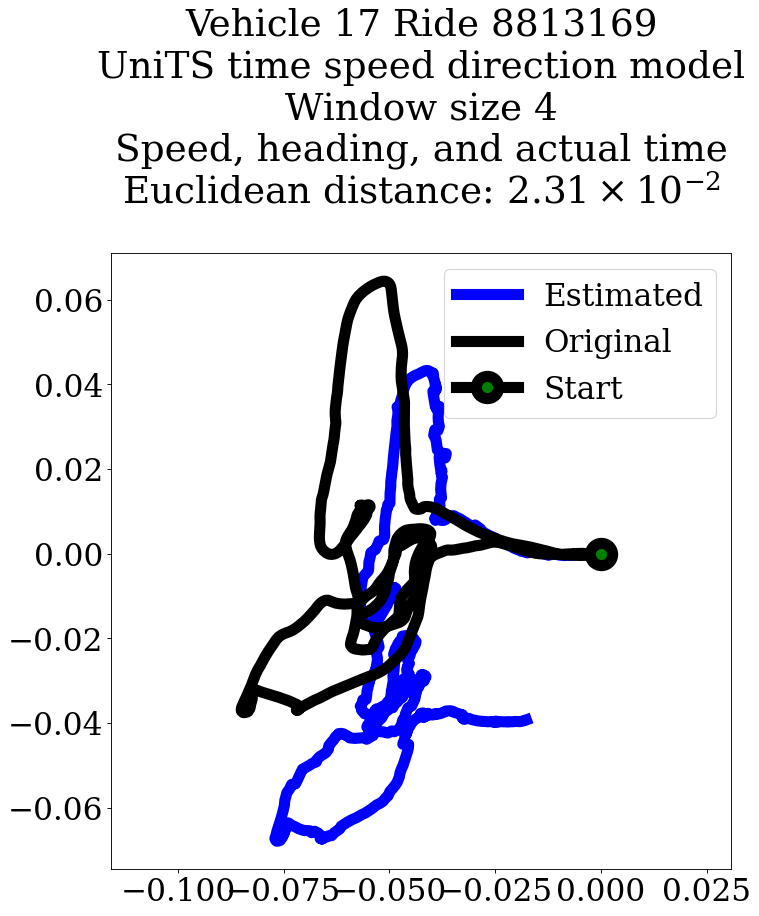 Vehicle 17 Ride 8813169
UniTS time speed direction model
Window size 4
Speed, heading, and actual time
Euclidean distance: 2.31 × 10⁻²
Estimated
Original
Start
0.06
0.04
0.02
0.00
−0.02
−0.04
−0.06
−0.100 −0.075 −0.050 −0.025 0.000 0.025